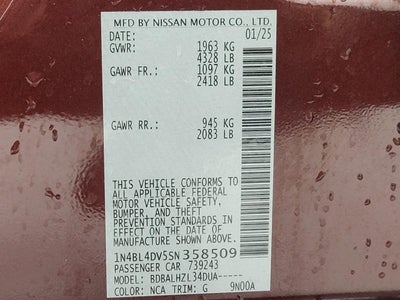 MFD BY NISSAN MOTOR CO., LTD.
DATE: 01/25
GVWR: 1963 KG
4328 LB
GAWR FR.: 1097 KG
2418 LB
GAWR RR.: 945 KG
2083 LB
THIS VEHICLE CONFORMS TO
ALL APPLICABLE FEDERAL
MOTOR VEHICLE SAFETY,
BUMPER, AND THEFT
PREVENTION STANDARDS IN
EFFECT ON THE DATE OF
MANUFACTURE SHOWN ABOVE.
1N4BL4DV5SN358509
PASSENGER CAR 739243
MODEL: BDBALHZL34DUA-----
COLOR: NCA TRIM: G 9N00A